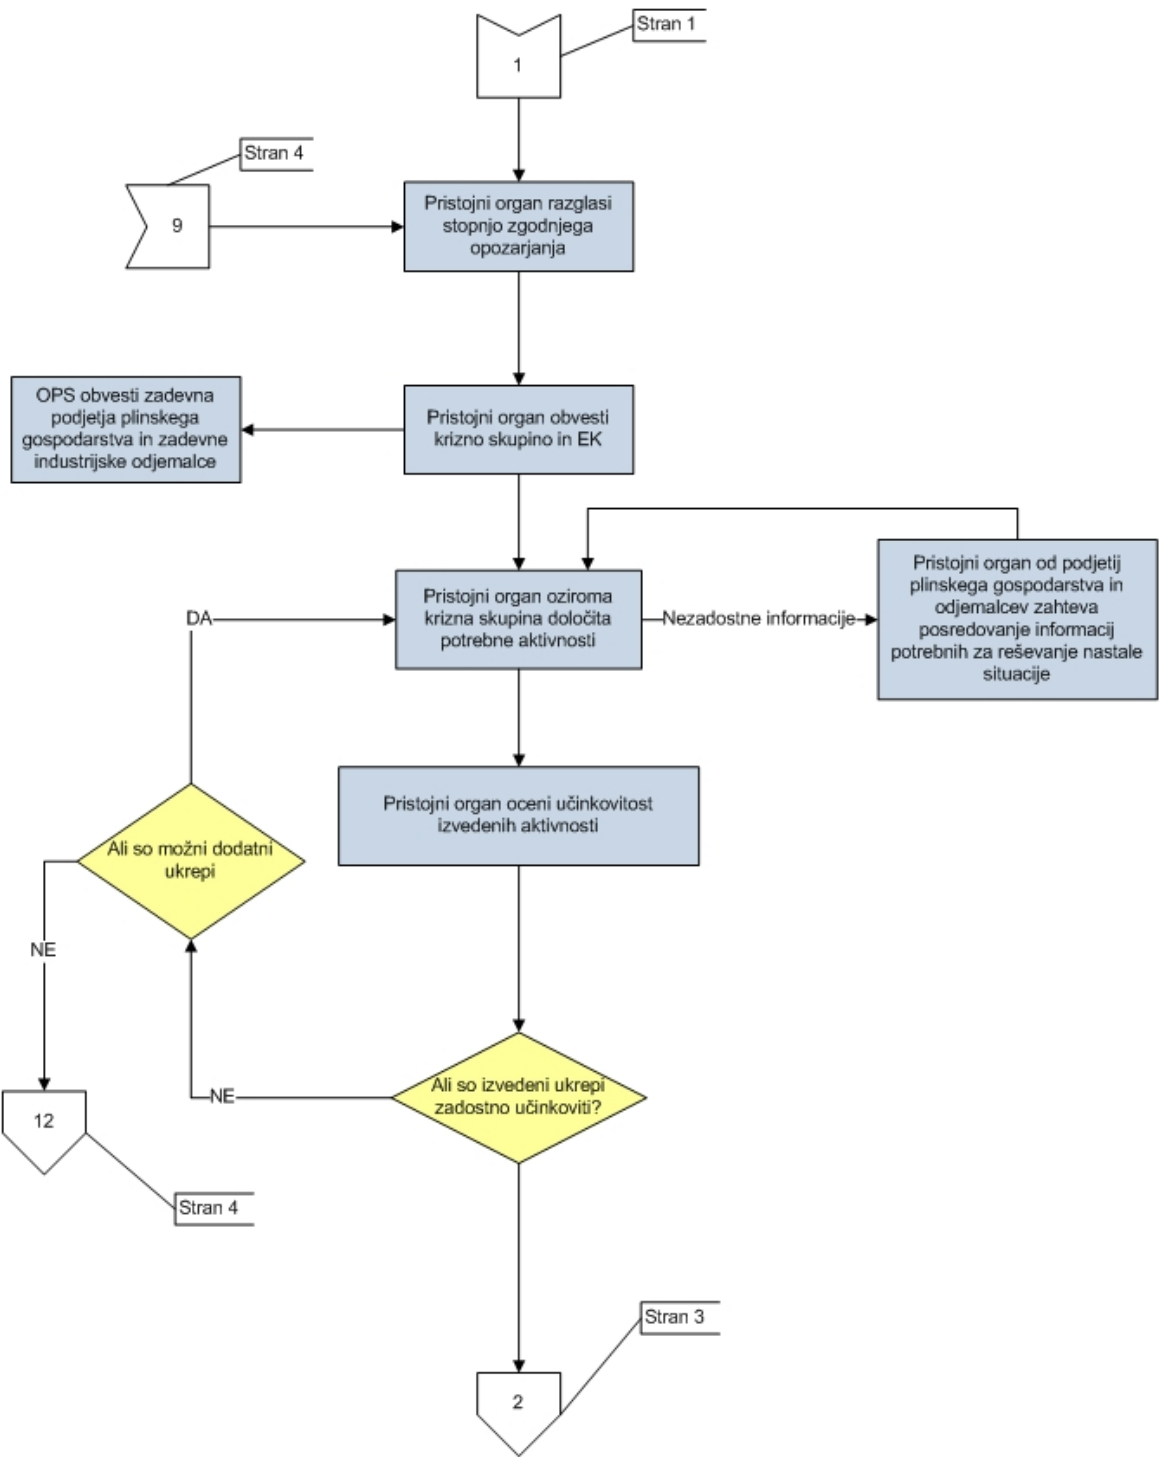 Stran 1
1
Stran 4
9
Pristojni organ razglasi
stopnjo zgodnjega
opozarjanja
OPS obvesti zadevna
podjetja plinskega
gospodarstva in zadevne
industrijske odjemalce
Pristojni organ obvesti
krizno skupino in EK
Pristojni organ oziroma
krizna skupina določita
potrebne aktivnosti
Nezadostne informacije
Pristojni organ od podjetij
plinskega gospodarstva in
odjemalcev zahteva
posredovanje informacij
potrebnih za reševanje nastale
situacije
DA
Pristojni organ oceni učinkovitost
izvedenih aktivnosti
Ali so možni dodatni
ukrepi
NE
Ali so izvedeni ukrepi
zadostno učinkoviti?
NE
12
Stran 4
Stran 3
2